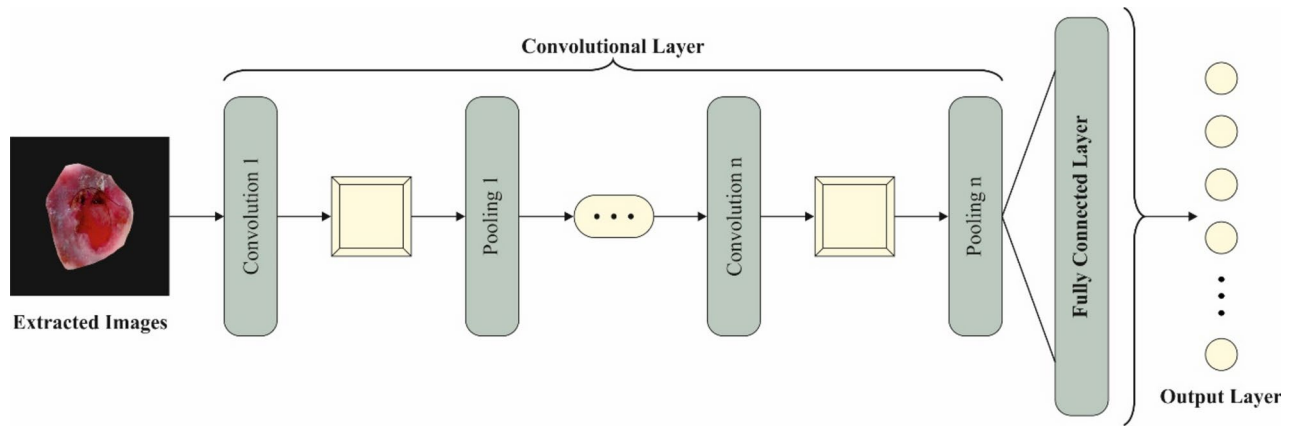 Convolutional Layer
Extracted Images
Convolution 1
Pooling 1
Convolution n
Pooling n
Fully Connected Layer
Output Layer